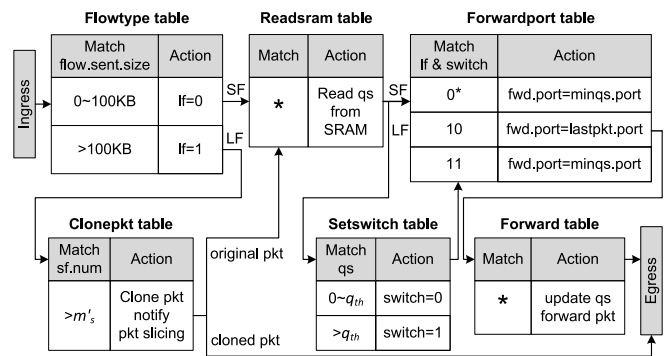 Flowtype table
Readsram table
Forwardport table
Ingress
Match
flow.sent.size
Action
0~100KB
lf=0
>100KB
lf=1
SF
LF
Match
Action
*
Read qs
from
SRAM
SF
LF
Match
lf & switch
Action
0*
fwd.port=minqs.port
10
fwd.port=lastpkt.port
11
fwd.port=minqs.port
Clonepkt table
Match
sf.num
Action
>m's
Clone pkt
notify
pkt slicing
original pkt
cloned pkt
Setswitch table
Match
qs
Action
0~qth
switch=0
>qth
switch=1
Forward table
Match
Action
*
update qs
forward pkt
Egress